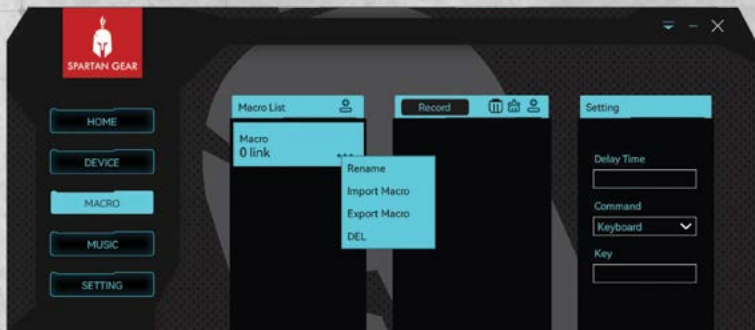 SPARTAN GEAR
HOME
DEVICE
MACRO
MUSIC
SETTING
Macro List
Macro
0 link
Rename
Import Macro
Export Macro
DEL
Record
Setting
Delay Time
Command
Keyboard
Key